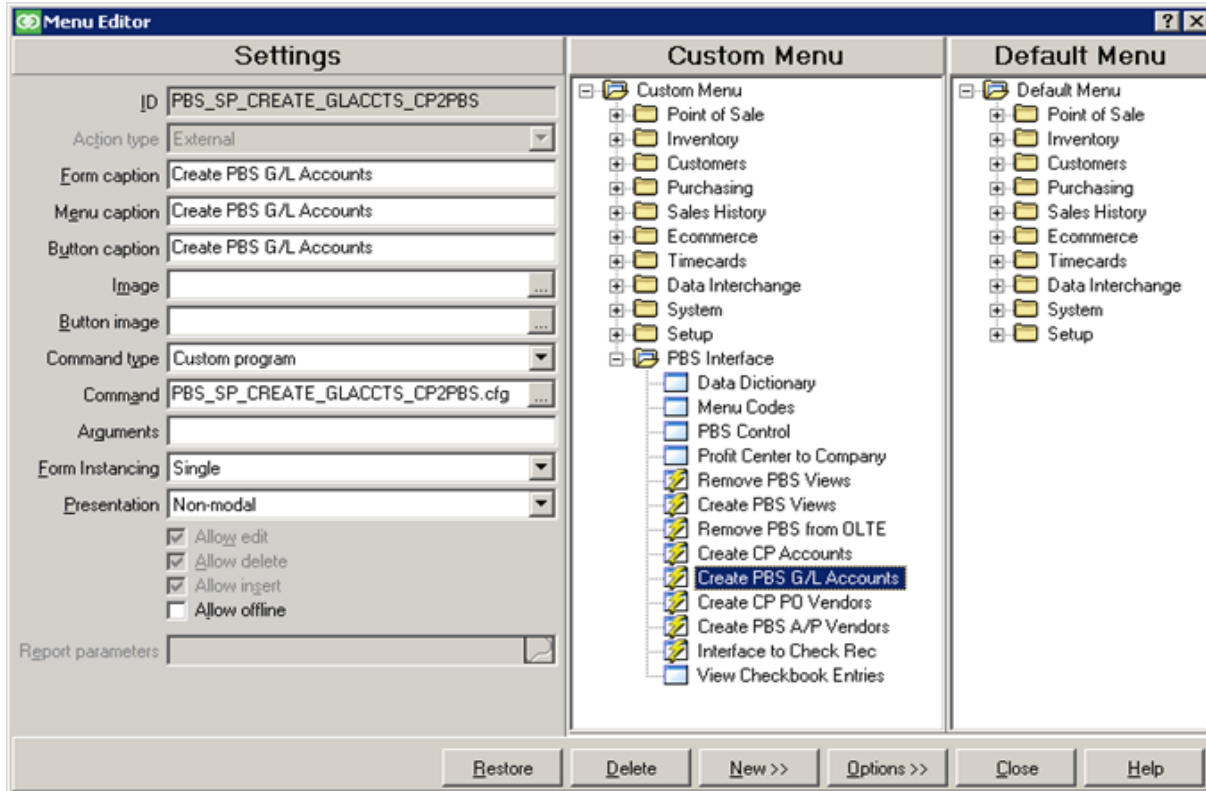 Menu Editor
Settings
ID PBS_SP_CREATE_GLACCTS_CP2PBS
Action type External
Form caption Create PBS G/L Accounts
Menu caption Create PBS G/L Accounts
Button caption Create PBS G/L Accounts
Image ...
Button image ...
Command type Custom program
Command PBS_SP_CREATE_GLACCTS_CP2PBS.cfg ...
Arguments
Form Instancing Single
Presentation Non-modal
Allow edit
Allow delete
Allow insert
Allow offline
Report parameters
Custom Menu
Custom Menu
Point of Sale
Inventory
Customers
Purchasing
Sales History
Ecommerce
Timecards
Data Interchange
System
Setup
PBS Interface
Data Dictionary
Menu Codes
PBS Control
Profit Center to Company
Remove PBS Views
Create PBS Views
Remove PBS from OLTE
Create CP Accounts
Create PBS G/L Accounts
Create CP PO Vendors
Create PBS A/P Vendors
Interface to Check Rec
View Checkbook Entries
Default Menu
Default Menu
Point of Sale
Inventory
Customers
Purchasing
Sales History
Ecommerce
Timecards
Data Interchange
System
Setup
Restore Delete New >> Options >> Close Help